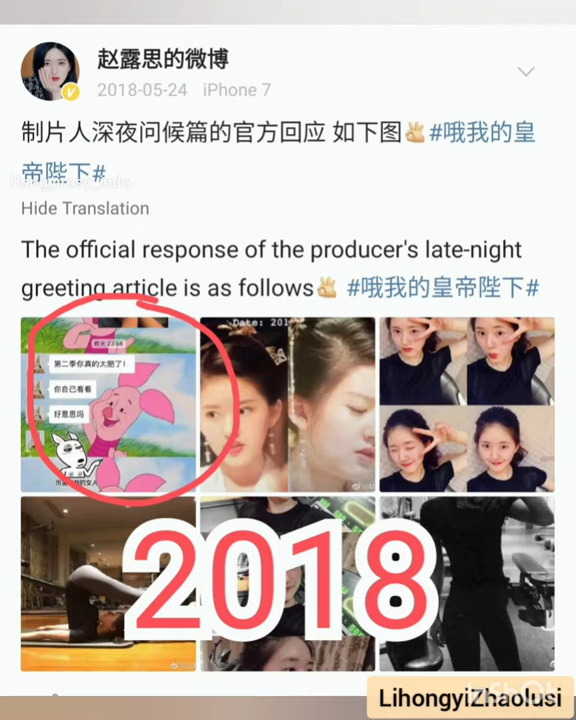 赵露思的微博
2018-05-24 iPhone 7
制片人深夜问候篇的官方回应 如下图✌#哦我的皇
帝陛下#
Hide Translation
The official response of the producer's late-night
greeting article is as follows✌ #哦我的皇帝陛下#
Date: 201
第二季你真的太肥了!
你自己看看
好意思吗
2018
LihongyiZhaolusi